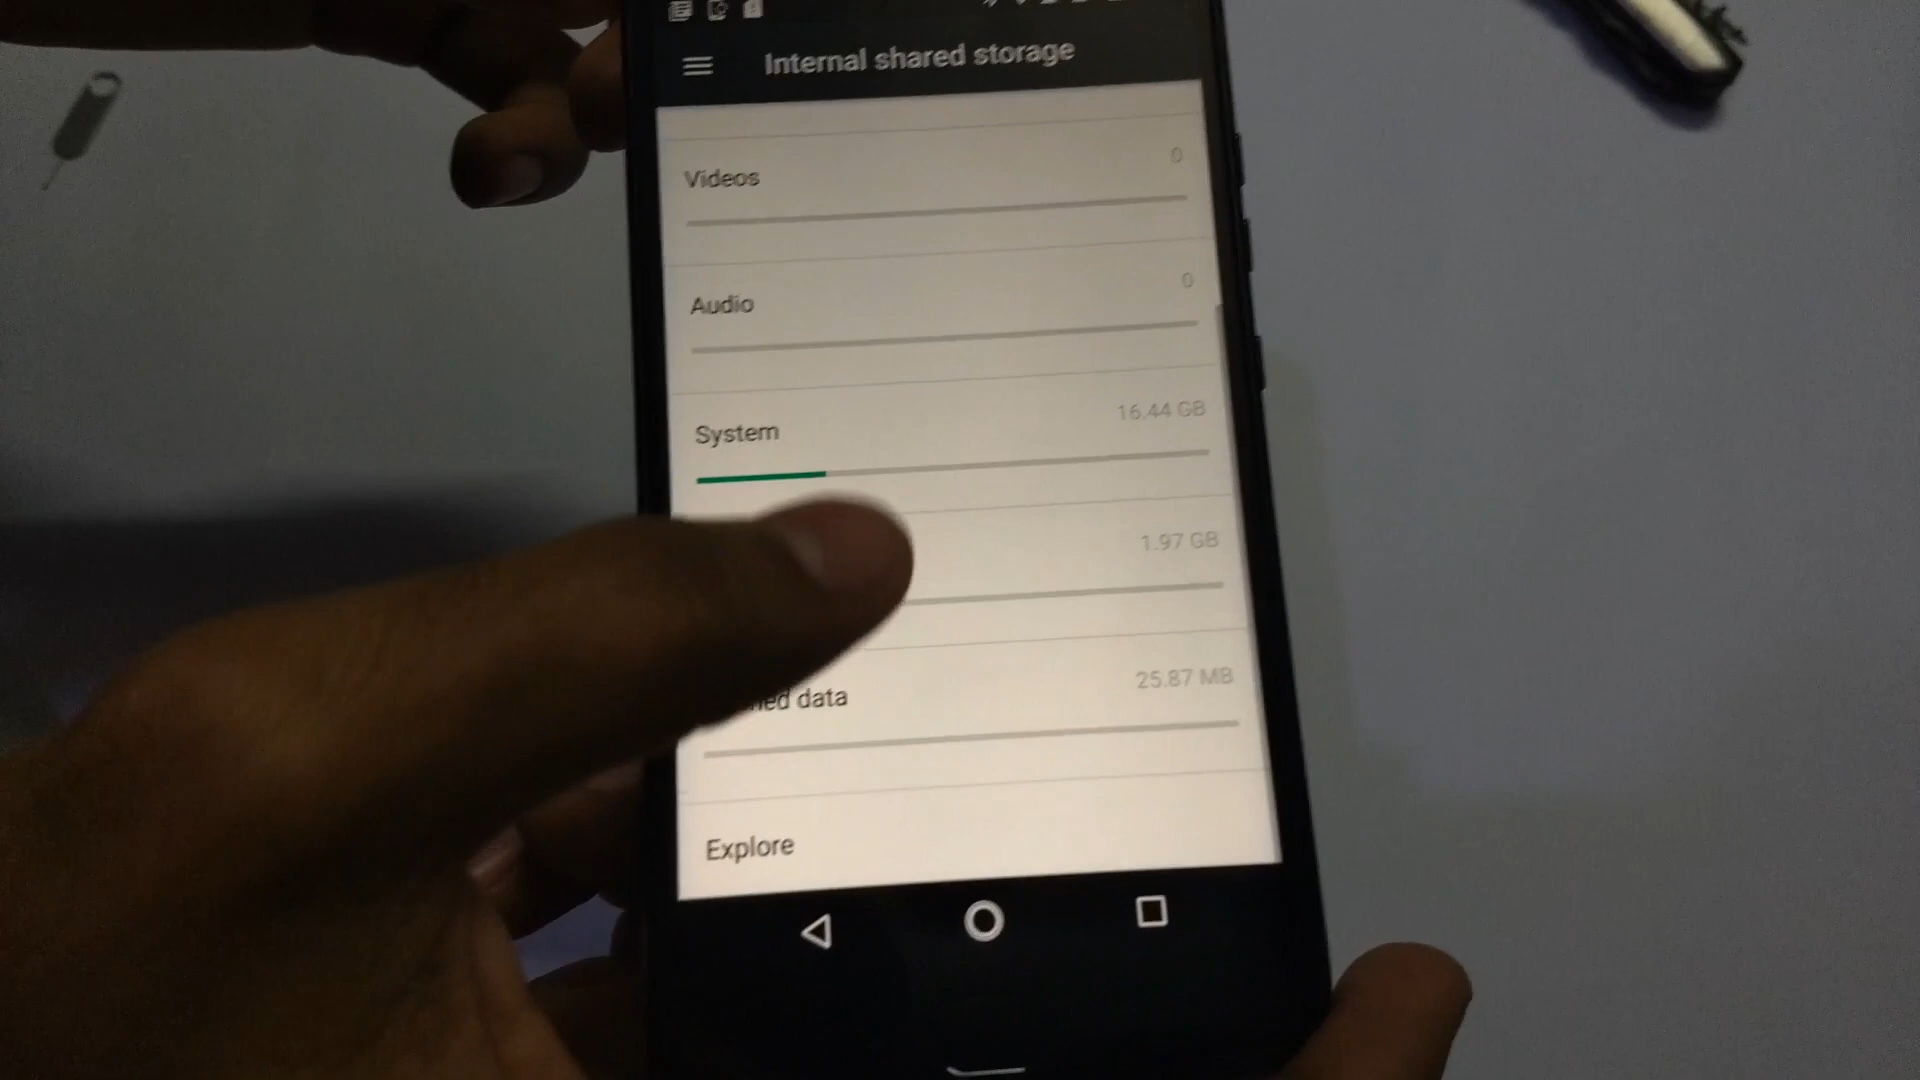 Internal shared storage
0
Videos
0
Audio
16.44 GB
System
1.97 GB
25.87 MB
data
Explore